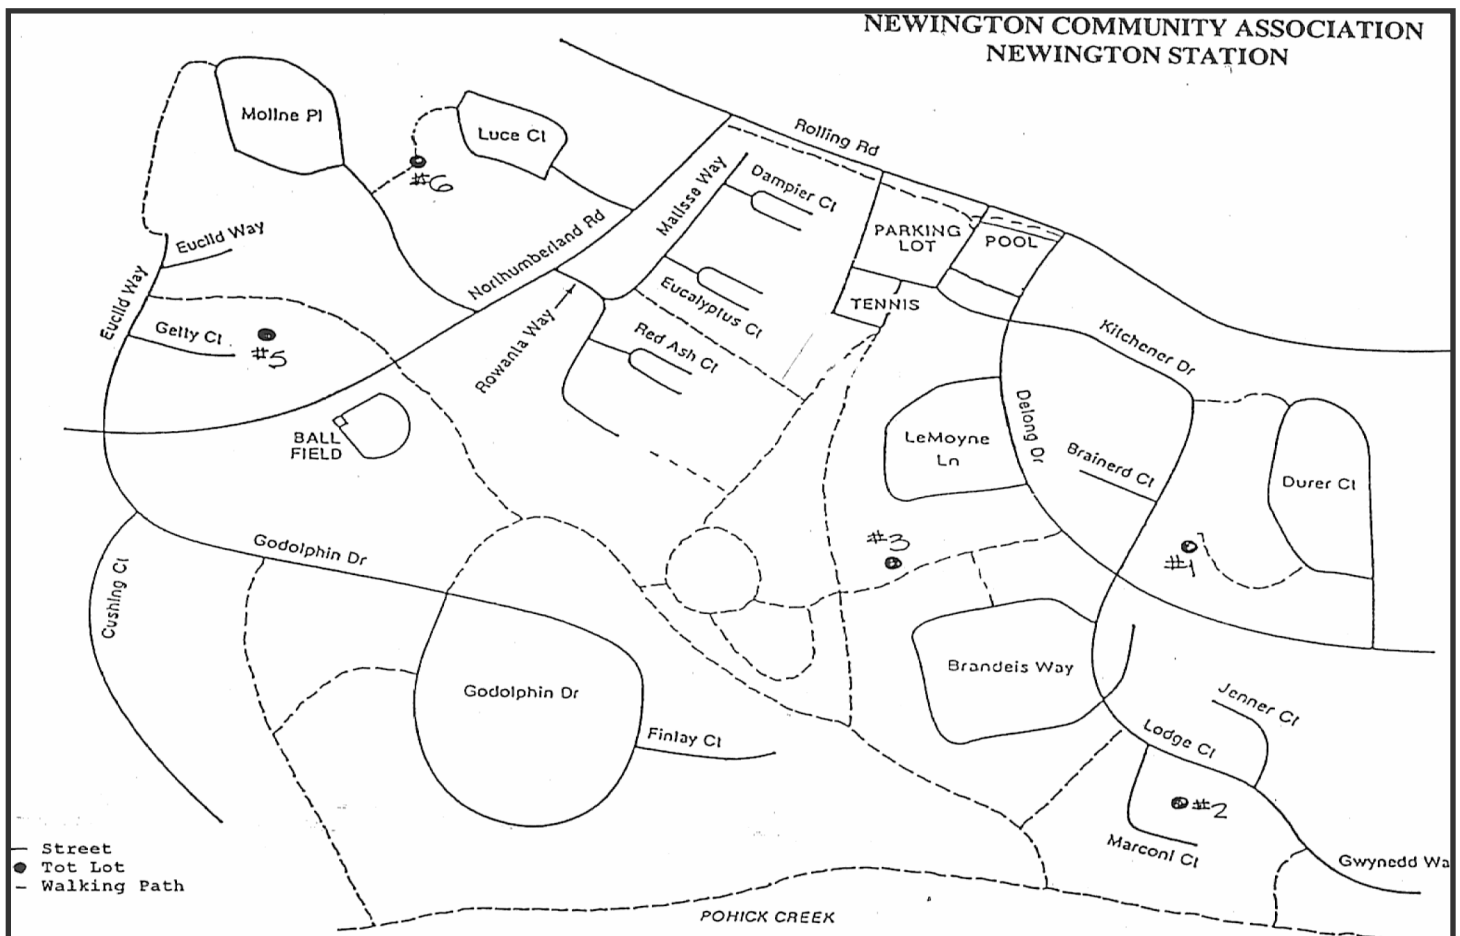 NEWINGTON COMMUNITY ASSOCIATION
NEWINGTON STATION
Moline Pl
Luce Ct
Rolling Rd
#6
Malisse Way
Dampier Ct
Euclid Way
Northumberland Rd
PARKING
LOT
POOL
Euclid Way
Eucalyptus Ct
TENNIS
Gelly Ct
#5
Rowania Way
Red Ash Ct
Kitchener Dr
BALL
FIELD
LeMoyne
Ln
Delong Dr
Brainerd Ct
Durer Ct
Godolphin Dr
#3
#1
Cushing Ct
Godolphin Dr
Brandeis Way
Jenner Ct
Finlay Ct
Lodge Ct
#2
Marconi Ct
Gwynedd Wa
— Street
● Tot Lot
– Walking Path
POHICK CREEK